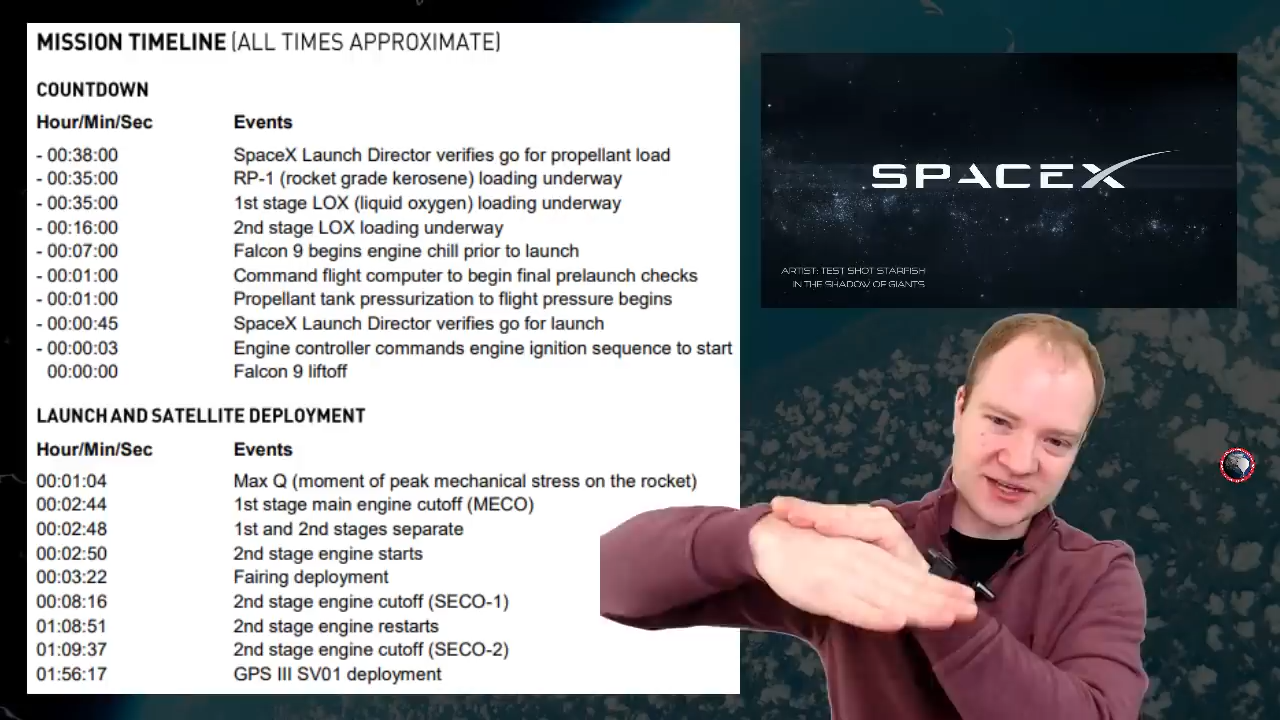 MISSION TIMELINE (ALL TIMES APPROXIMATE)
COUNTDOWN
Hour/Min/Sec Events
- 00:38:00 SpaceX Launch Director verifies go for propellant load
- 00:35:00 RP-1 (rocket grade kerosene) loading underway
- 00:35:00 1st stage LOX (liquid oxygen) loading underway
- 00:16:00 2nd stage LOX loading underway
- 00:07:00 Falcon 9 begins engine chill prior to launch
- 00:01:00 Command flight computer to begin final prelaunch checks
- 00:01:00 Propellant tank pressurization to flight pressure begins
- 00:00:45 SpaceX Launch Director verifies go for launch
- 00:00:03 Engine controller commands engine ignition sequence to start
00:00:00 Falcon 9 liftoff
LAUNCH AND SATELLITE DEPLOYMENT
Hour/Min/Sec Events
00:01:04 Max Q (moment of peak mechanical stress on the rocket)
00:02:44 1st stage main engine cutoff (MECO)
00:02:48 1st and 2nd stages separate
00:02:50 2nd stage engine starts
00:03:22 Fairing deployment
00:08:16 2nd stage engine cutoff (SECO-1)
01:08:51 2nd stage engine restarts
01:09:37 2nd stage engine cutoff (SECO-2)
01:56:17 GPS III SV01 deployment
SPACEX
ARTIST: TEST SHOT STARFISH
IN THE SHADOW OF GIANTS